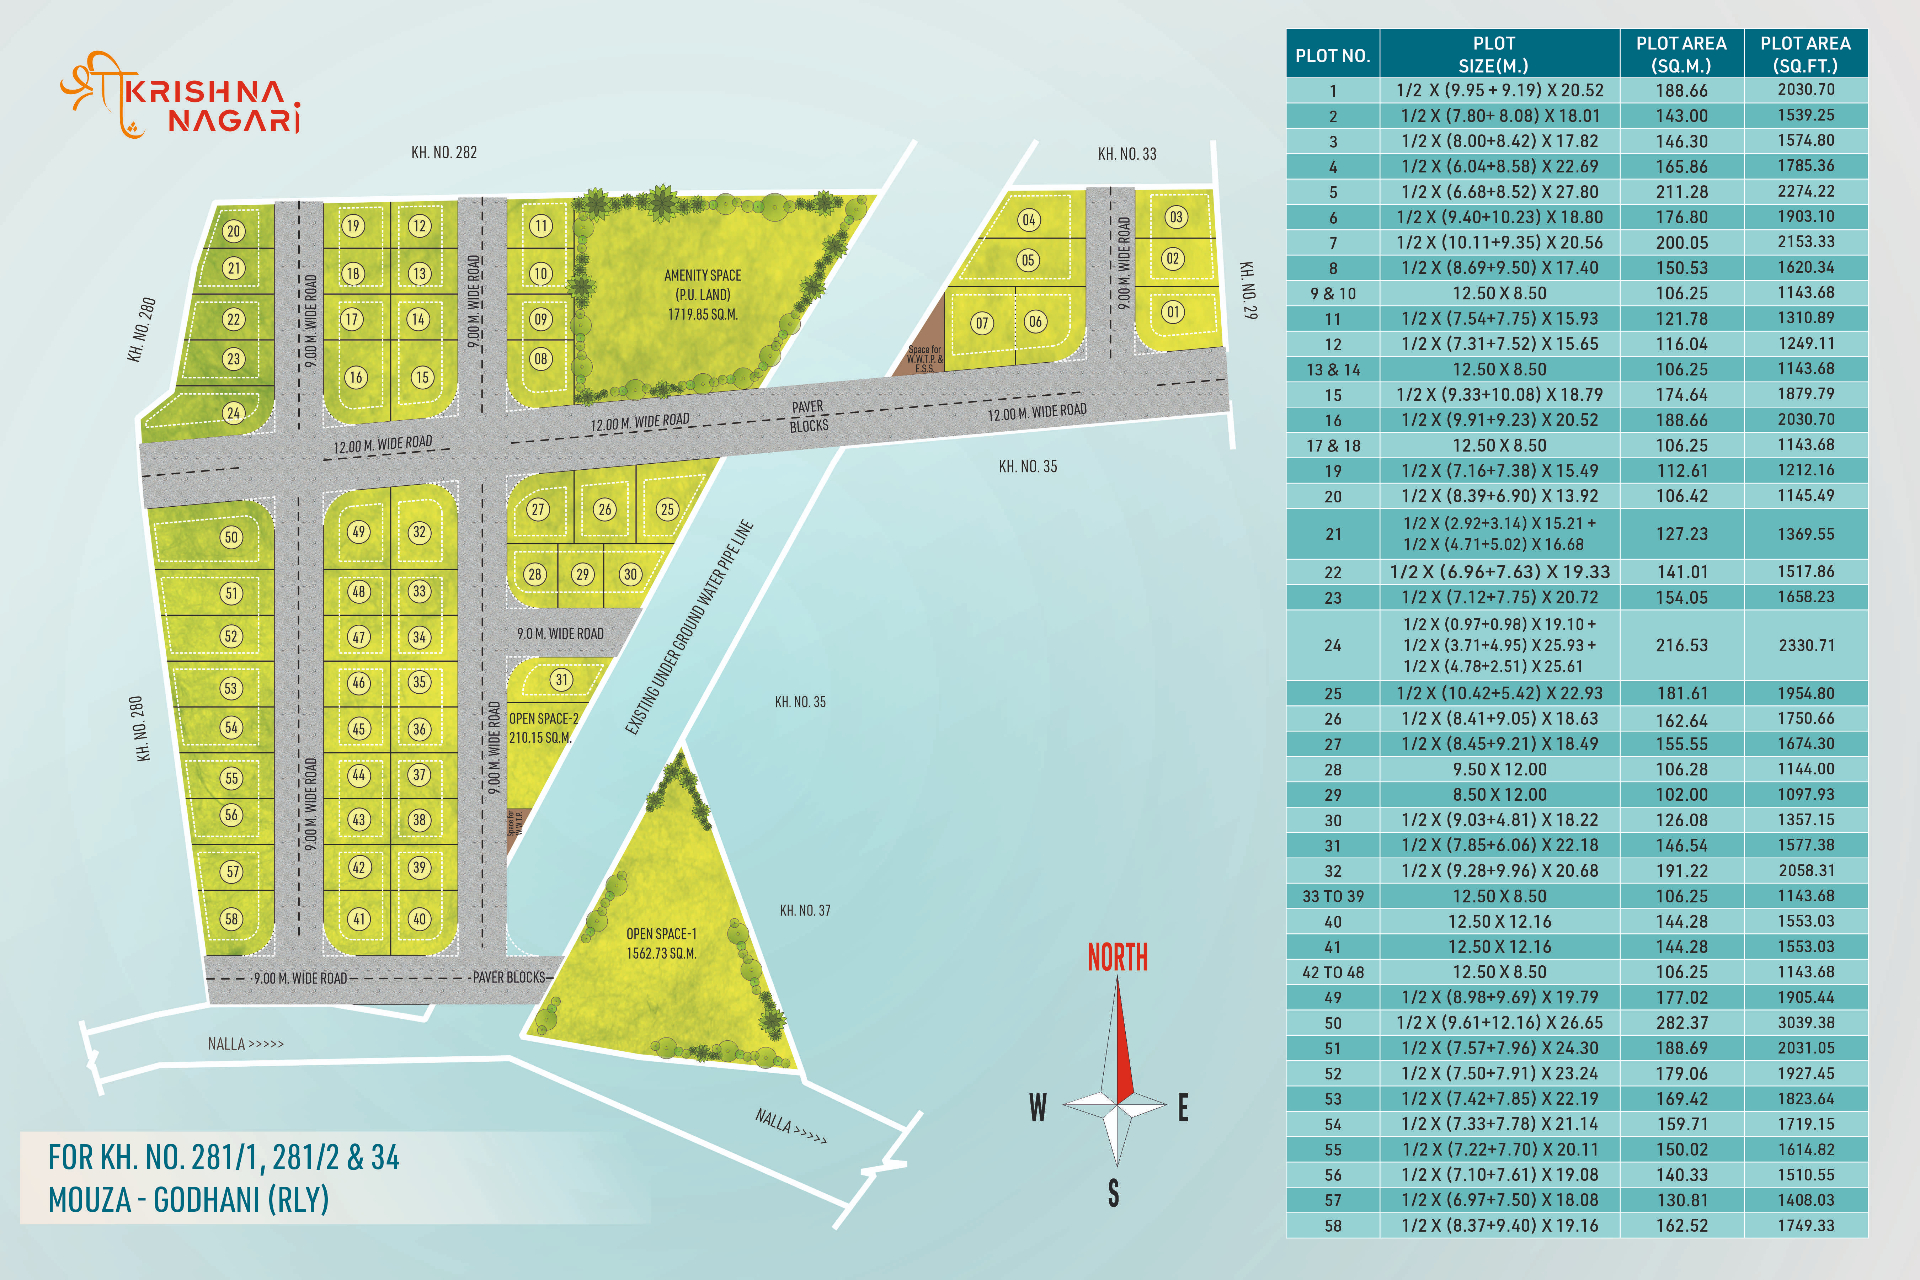 श्री KRISHNA
NAGARI
KH. NO. 282
KH. NO. 33
KH. NO. 280
KH. NO. 29
20
19
12
11
04
03
21
18
13
10
05
02
22
17
14
09
07
06
01
23
16
15
08
24
AMENITY SPACE
(P.U. LAND)
1719.85 SQ.M.
9.00 M. WIDE ROAD
9.00 M. WIDE ROAD
9.00 M. WIDE ROAD
Space for
W.W.T.P. &
E.S.S.
12.00 M. WIDE ROAD
12.00 M. WIDE ROAD
PAVER
BLOCKS
12.00 M. WIDE ROAD
KH. NO. 35
50
49
32
27
26
25
51
48
33
28
29
30
52
47
34
9.0 M. WIDE ROAD
53
46
35
31
54
45
36
OPEN SPACE-2
210.15 SQ.M.
55
44
37
56
43
38
Space for
W.W.T.P.
57
42
39
58
41
40
KH. NO. 280
9.00 M. WIDE ROAD
9.00 M. WIDE ROAD
EXISTING UNDER GROUND WATER PIPE LINE
KH. NO. 35
KH. NO. 37
OPEN SPACE-1
1562.73 SQ.M.
9.00 M. WIDE ROAD
PAVER BLOCKS
NALLA >>>>>
NALLA >>>>>
NORTH
W
E
S
FOR KH. NO. 281/1, 281/2 & 34
MOUZA - GODHANI (RLY)
PLOT NO. PLOT SIZE(M.) PLOT AREA (SQ.M.) PLOT AREA (SQ.FT.)
1 1/2 X (9.95 + 9.19) X 20.52 188.66 2030.70
2 1/2 X (7.80+ 8.08) X 18.01 143.00 1539.25
3 1/2 X (8.00+8.42) X 17.82 146.30 1574.80
4 1/2 X (6.04+8.58) X 22.69 165.86 1785.36
5 1/2 X (6.68+8.52) X 27.80 211.28 2274.22
6 1/2 X (9.40+10.23) X 18.80 176.80 1903.10
7 1/2 X (10.11+9.35) X 20.56 200.05 2153.33
8 1/2 X (8.69+9.50) X 17.40 150.53 1620.34
9 & 10 12.50 X 8.50 106.25 1143.68
11 1/2 X (7.54+7.75) X 15.93 121.78 1310.89
12 1/2 X (7.31+7.52) X 15.65 116.04 1249.11
13 & 14 12.50 X 8.50 106.25 1143.68
15 1/2 X (9.33+10.08) X 18.79 174.64 1879.79
16 1/2 X (9.91+9.23) X 20.52 188.66 2030.70
17 & 18 12.50 X 8.50 106.25 1143.68
19 1/2 X (7.16+7.38) X 15.49 112.61 1212.16
20 1/2 X (8.39+6.90) X 13.92 106.42 1145.49
21 1/2 X (2.92+3.14) X 15.21 + 127.23 1369.55
1/2 X (4.71+5.02) X 16.68
22 1/2 X (6.96+7.63) X 19.33 141.01 1517.86
23 1/2 X (7.12+7.75) X 20.72 154.05 1658.23
24 1/2 X (0.97+0.98) X 19.10 + 216.53 2330.71
1/2 X (3.71+4.95) X 25.93 +
1/2 X (4.78+2.51) X 25.61
25 1/2 X (10.42+5.42) X 22.93 181.61 1954.80
26 1/2 X (8.41+9.05) X 18.63 162.64 1750.66
27 1/2 X (8.45+9.21) X 18.49 155.55 1674.30
28 9.50 X 12.00 106.28 1144.00
29 8.50 X 12.00 102.00 1097.93
30 1/2 X (9.03+4.81) X 18.22 126.08 1357.15
31 1/2 X (7.85+6.06) X 22.18 146.54 1577.38
32 1/2 X (9.28+9.96) X 20.68 191.22 2058.31
33 TO 39 12.50 X 8.50 106.25 1143.68
40 12.50 X 12.16 144.28 1553.03
41 12.50 X 12.16 144.28 1553.03
42 TO 48 12.50 X 8.50 106.25 1143.68
49 1/2 X (8.98+9.69) X 19.79 177.02 1905.44
50 1/2 X (9.61+12.16) X 26.65 282.37 3039.38
51 1/2 X (7.57+7.96) X 24.30 188.69 2031.05
52 1/2 X (7.50+7.91) X 23.24 179.06 1927.45
53 1/2 X (7.42+7.85) X 22.19 169.42 1823.64
54 1/2 X (7.33+7.78) X 21.14 159.71 1719.15
55 1/2 X (7.22+7.70) X 20.11 150.02 1614.82
56 1/2 X (7.10+7.61) X 19.08 140.33 1510.55
57 1/2 X (6.97+7.50) X 18.08 130.81 1408.03
58 1/2 X (8.37+9.40) X 19.16 162.52 1749.33